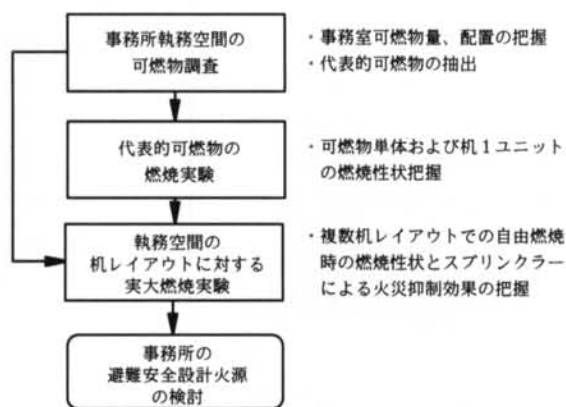 事務所執務空間の
可燃物調査
・事務室可燃物量、配置の把握
・代表的可燃物の抽出
代表的可燃物の
燃焼実験
・可燃物単体および机１ユニット
の燃焼性状把握
執務空間の
机レイアウトに対する
実大燃焼実験
・複数机レイアウトでの自由燃焼
時の燃焼性状とスプリンクラー
による火災抑制効果の把握
事務所の
避難安全設計火源
の検討